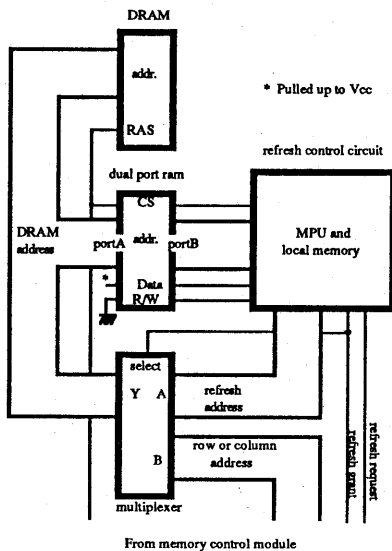 DRAM
addr.
* Pulled up to Vcc
RAS
refresh control circuit
dual port ram
CS
MPU and
local memory
DRAM
address
portA
addr.
portB
*
Data
R/W
select
Y
A
refresh
address
B
row or column
address
refresh grant
refresh request
multiplexer
From memory control module